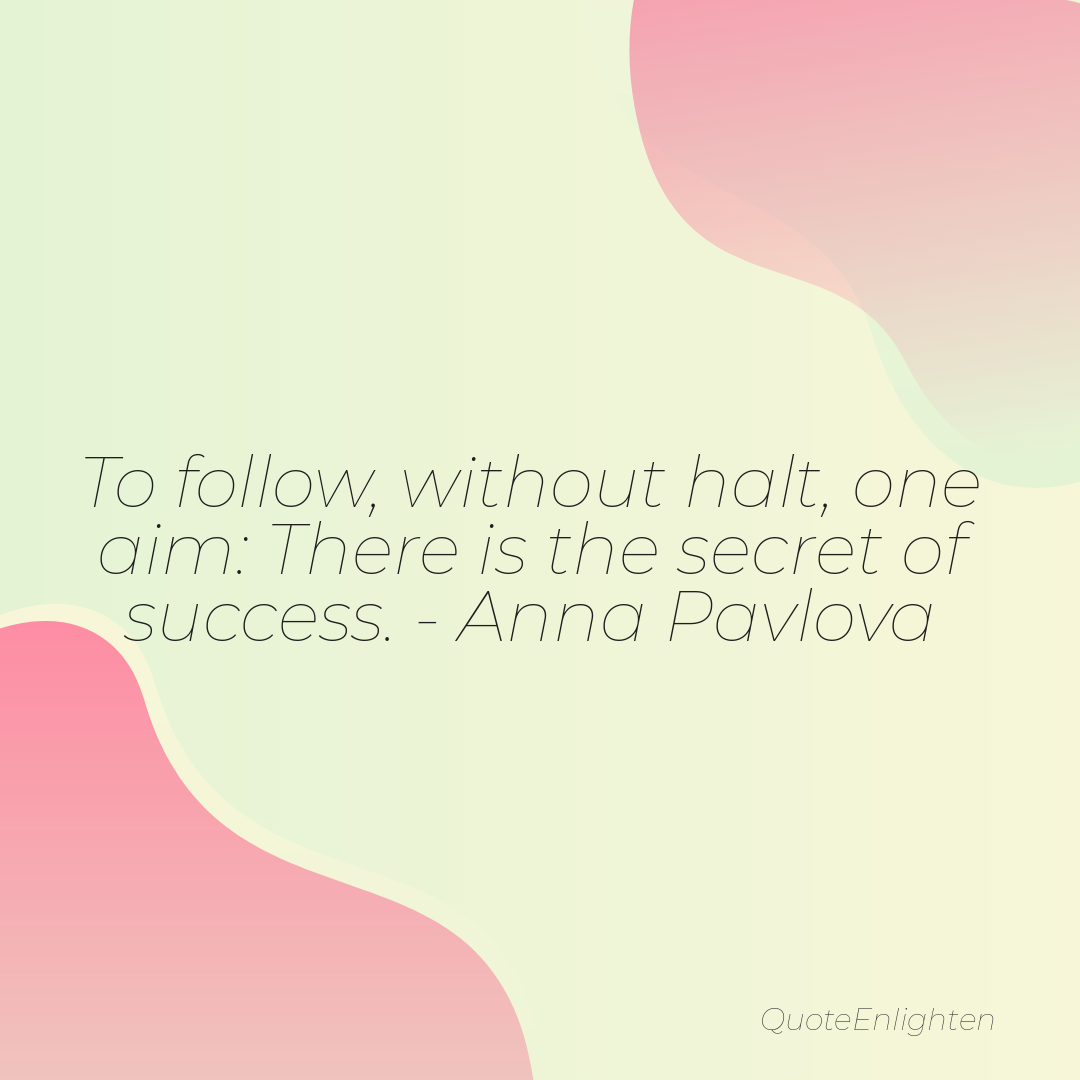 To follow, without halt, one
aim: There is the secret of
success. - Anna Pavlova
QuoteEnlighten